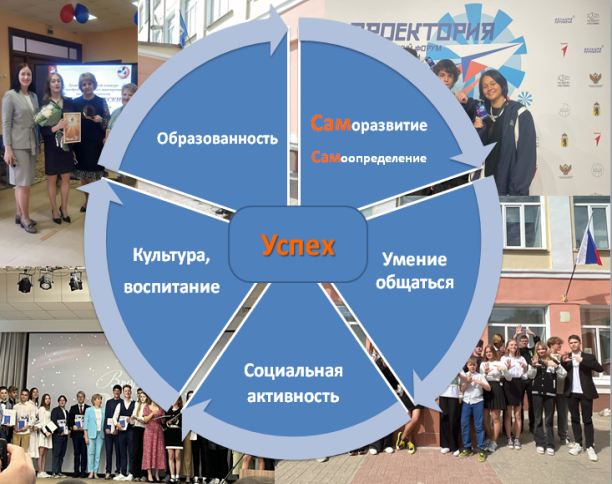 ПРОЕКТОРИЯ
Образованность
Саморазвитие
Самоопределение
Культура,
воспитание
Успех
Умение
общаться
Социальная
активность